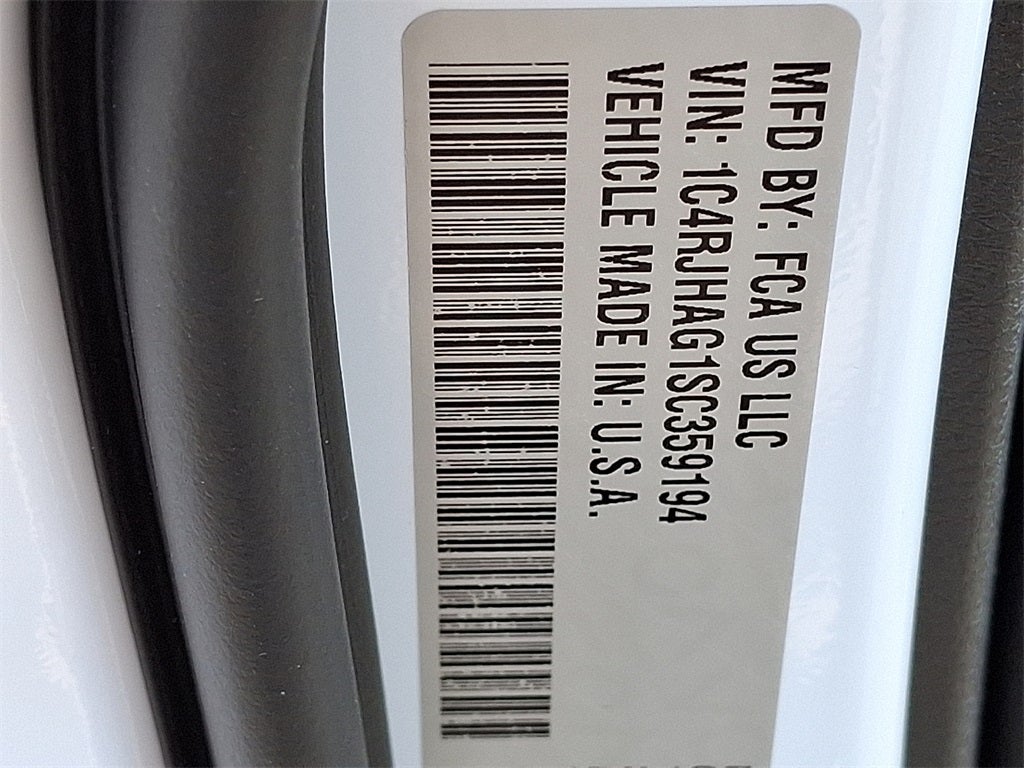 MFD BY: FCA US LLC
VIN: 1C4RJHAG1SC359194
VEHICLE MADE IN: U.S.A.